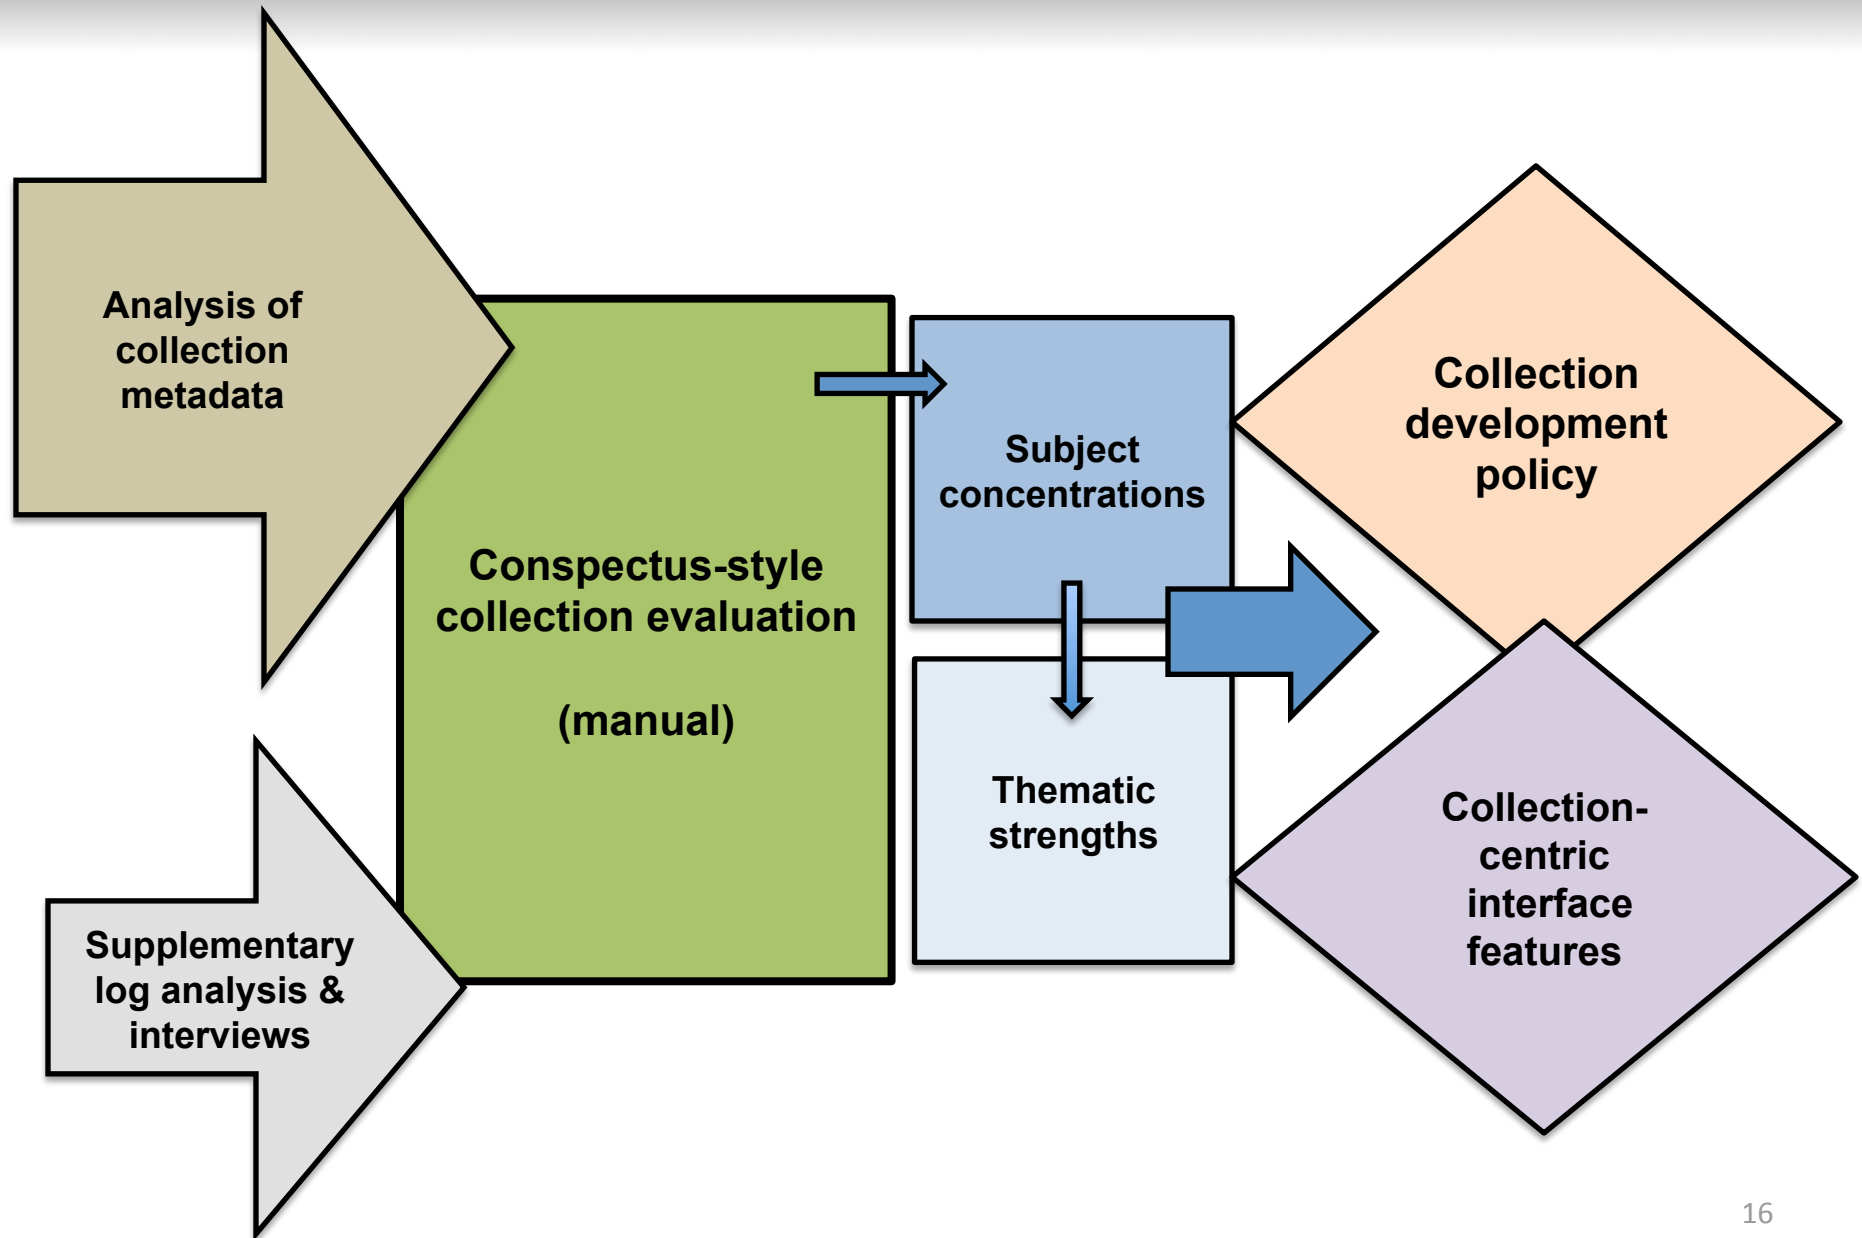 Analysis of
collection
metadata
Supplementary
log analysis &
interviews
Conspectus-style
collection evaluation
(manual)
Subject
concentrations
Thematic
strengths
Collection
development
policy
Collection-
centric
interface
features
16